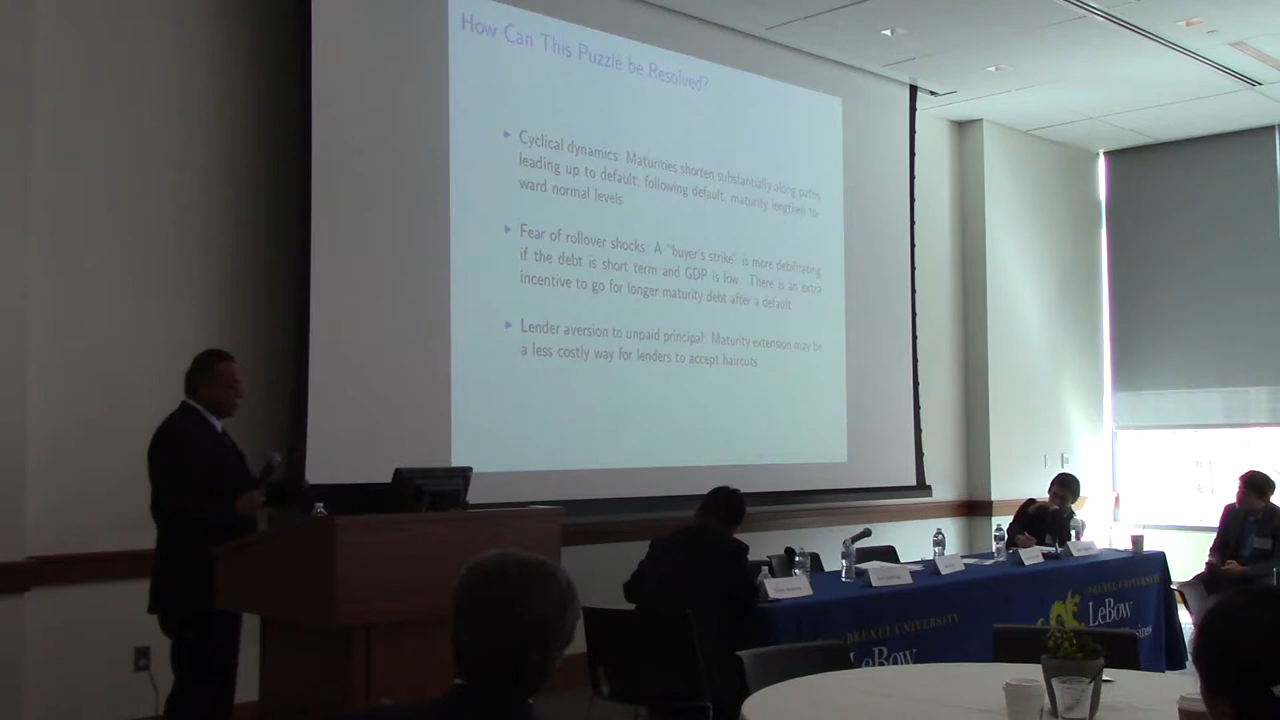 How Can This Puzzle be Resolved?
Cyclical dynamics: Maturities shorten substantially along paths
leading up to default; following default, maturity lengthen to-
ward normal levels
Fear of rollover shocks: A "buyer's strike" is more debilitating
if the debt is short term and GDP is low. There is an extra
incentive to go for longer maturity debt after a default
Lender aversion to unpaid principal: Maturity extension may be
a less costly way for lenders to accept haircuts
DREXEL UNIVERSITY
LeBow
DREXEL UNIVERSITY
LeBow